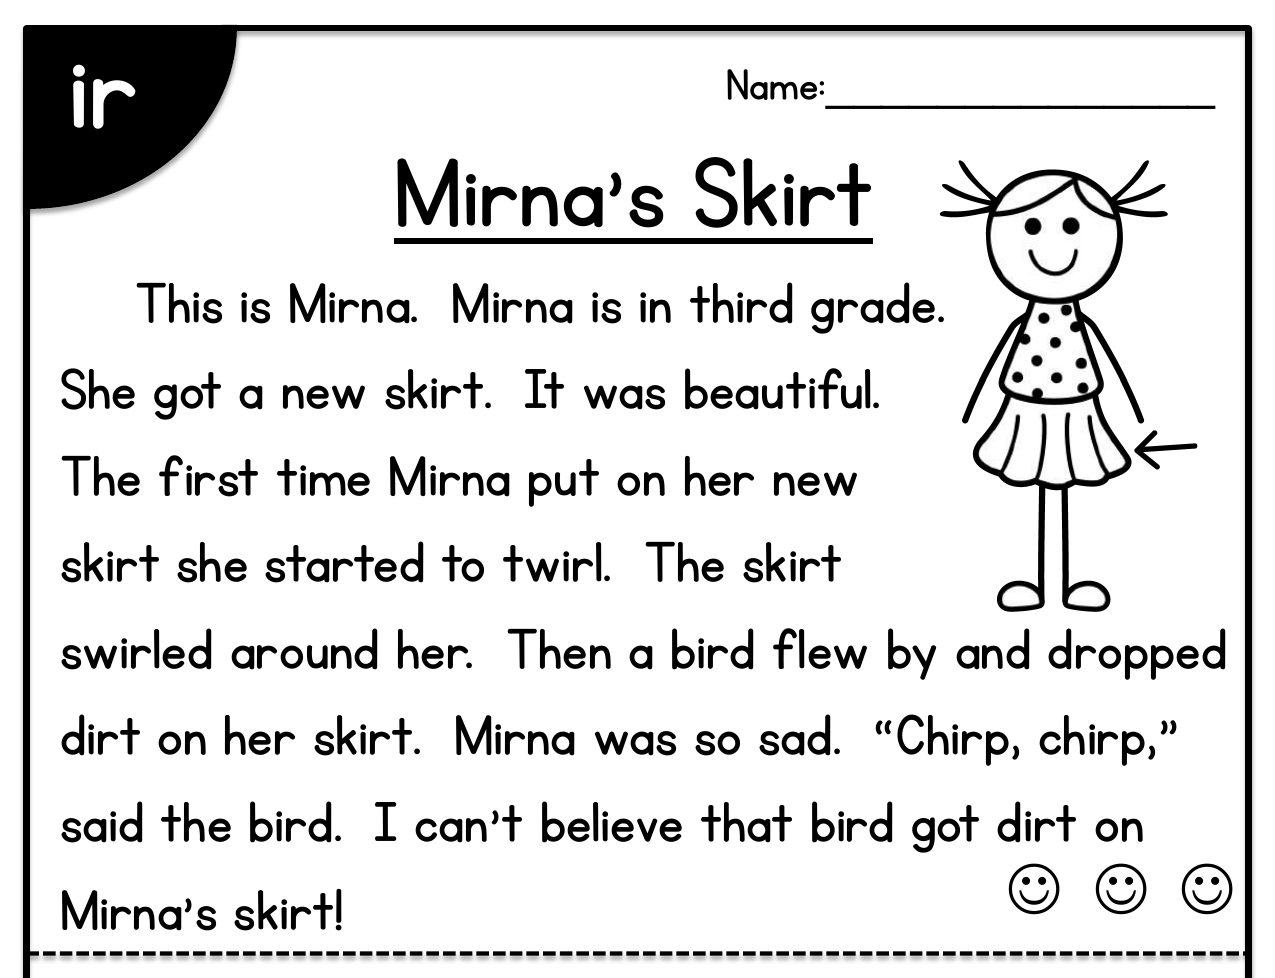 ir
Name:
Mirna’s Skirt
This is Mirna.  Mirna is in third grade.
She got a new skirt.  It was beautiful.
The first time Mirna put on her new
skirt she started to twirl.  The skirt
swirled around her.  Then a bird flew by and dropped
dirt on her skirt.  Mirna was so sad.  “Chirp, chirp,”
said the bird.  I can’t believe that bird got dirt on
Mirna’s skirt!